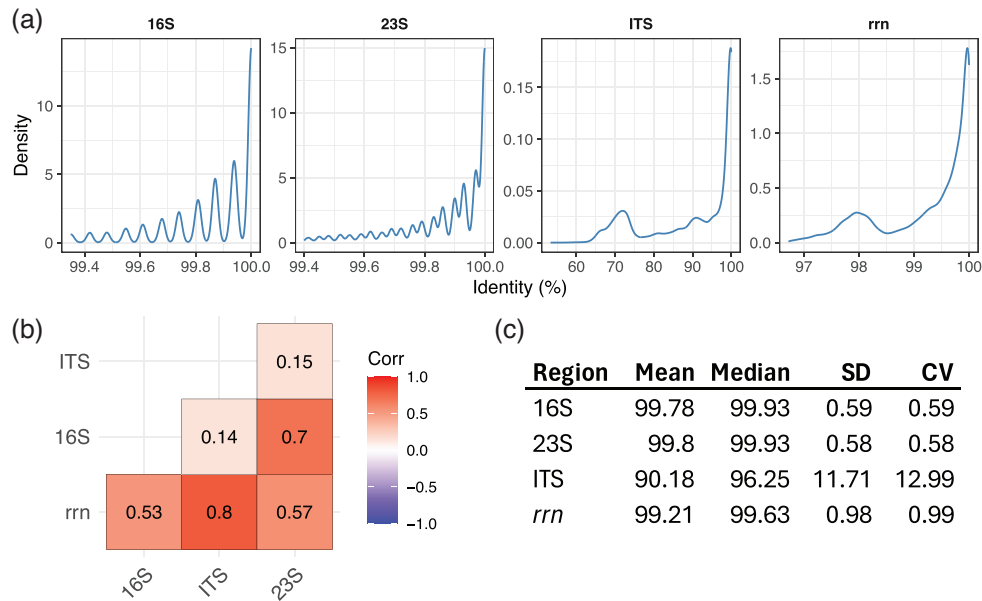 (a)
16S 23S ITS rrn
Density
10
5
0
99.4 99.6 99.8 100.0
15
10
5
0
99.4 99.6 99.8 100.0
0.15
0.10
0.05
0.00
60 70 80 90 100
1.5
1.0
0.5
0.0
97 98 99 100
Identity (%)
(b)
ITS 0.15
16S 0.14 0.7
rrn 0.53 0.8 0.57
16S ITS 23S
Corr
1.0
0.5
0.0
−0.5
−1.0
(c)
Region Mean Median SD CV
16S 99.78 99.93 0.59 0.59
23S 99.8 99.93 0.58 0.58
ITS 90.18 96.25 11.71 12.99
rrn 99.21 99.63 0.98 0.99